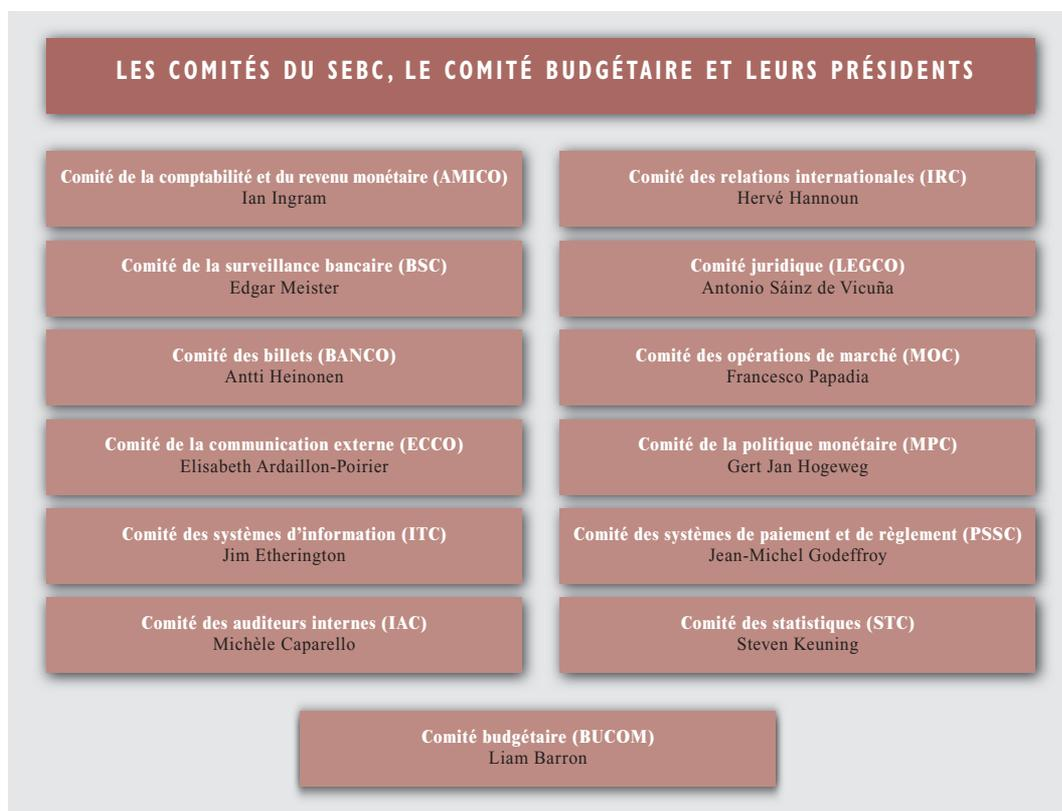 LES COMITÉS DU SEBC, LE COMITÉ BUDGÉTAIRE ET LEURS PRÉSIDENTS
Comité de la comptabilité et du revenu monétaire (AMICO)
Ian Ingram
Comité des relations internationales (IRC)
Hervé Hannoun
Comité de la surveillance bancaire (BSC)
Edgar Meister
Comité juridique (LEGCO)
Antonio Sáinz de Vicuña
Comité des billets (BANCO)
Antti Heinonen
Comité des opérations de marché (MOC)
Francesco Papadia
Comité de la communication externe (ECCO)
Elisabeth Ardaillon-Poirier
Comité de la politique monétaire (MPC)
Gert Jan Hogeweg
Comité des systèmes d’information (ITC)
Jim Etherington
Comité des systèmes de paiement et de règlement (PSSC)
Jean-Michel Godeffroy
Comité des auditeurs internes (IAC)
Michèle Caparello
Comité des statistiques (STC)
Steven Keuning
Comité budgétaire (BUCOM)
Liam Barron